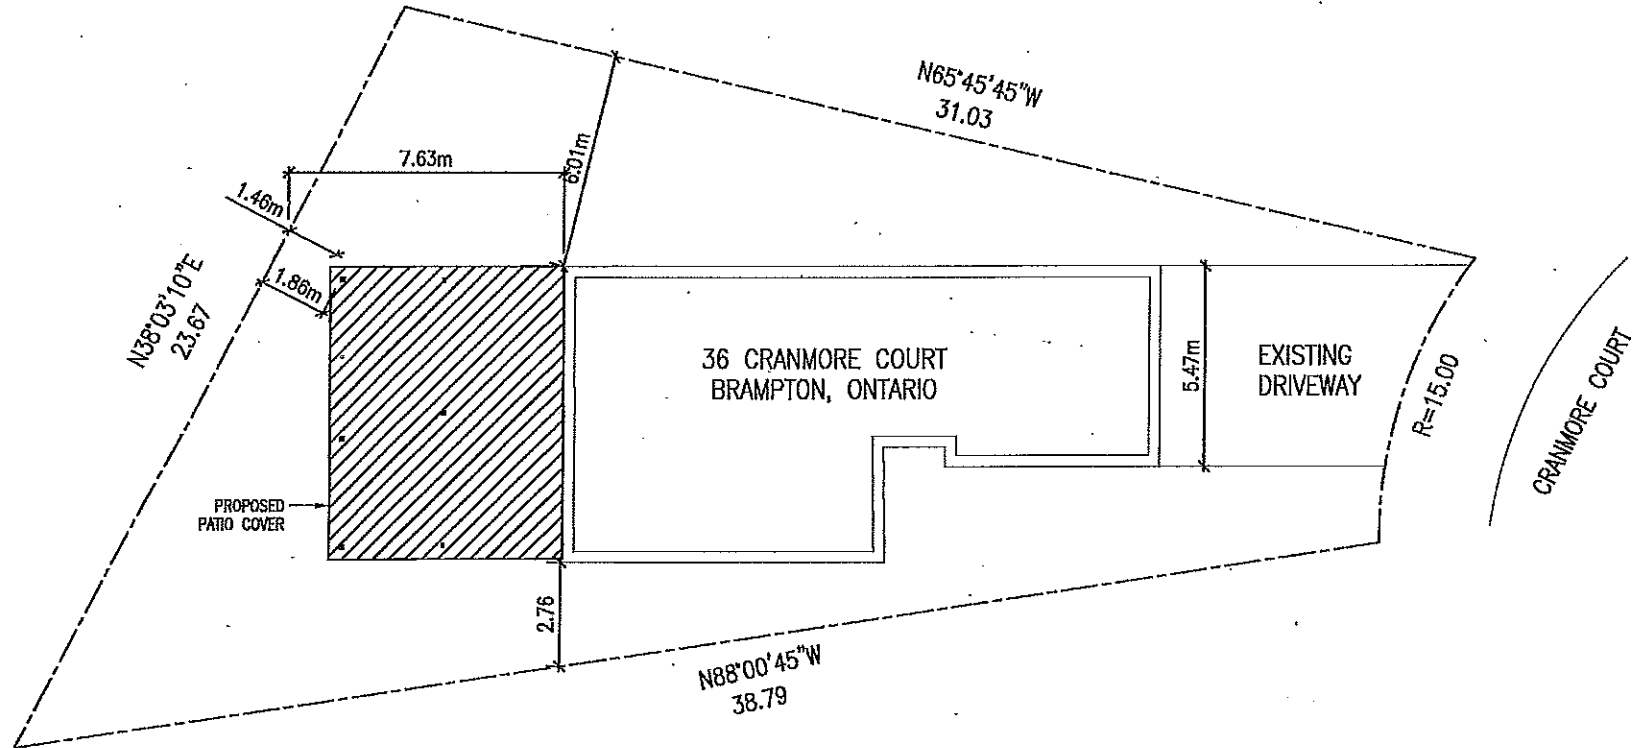 N65°45'45"W
31.03
7.63m
6.01m
1.46m
1.86m
N38°03'10"E
23.67
36 CRANMORE COURT
BRAMPTON, ONTARIO
5.47m
EXISTING
DRIVEWAY
R=15.00
CRANMORE COURT
PROPOSED
PATIO COVER
2.76
N88°00'45"W
38.79